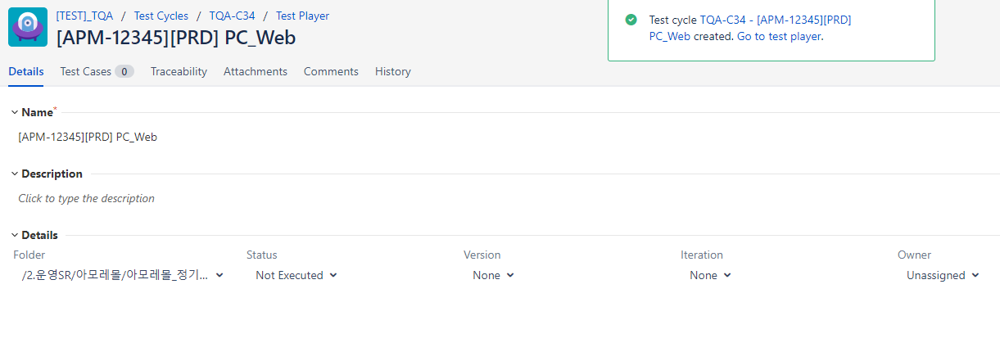 [TEST]_TQA / Test Cycles / TQA-C34 / Test Player
[APM-12345][PRD] PC_Web
Test cycle TQA-C34 - [APM-12345][PRD]
PC_Web created. Go to test player.
Details Test Cases 0 Traceability Attachments Comments History
Name*
[APM-12345][PRD] PC_Web
Description
Click to type the description
Details
Folder Status Version Iteration Owner
/2.운영SR/아모레몰/아모레몰_정기... Not Executed None None Unassigned